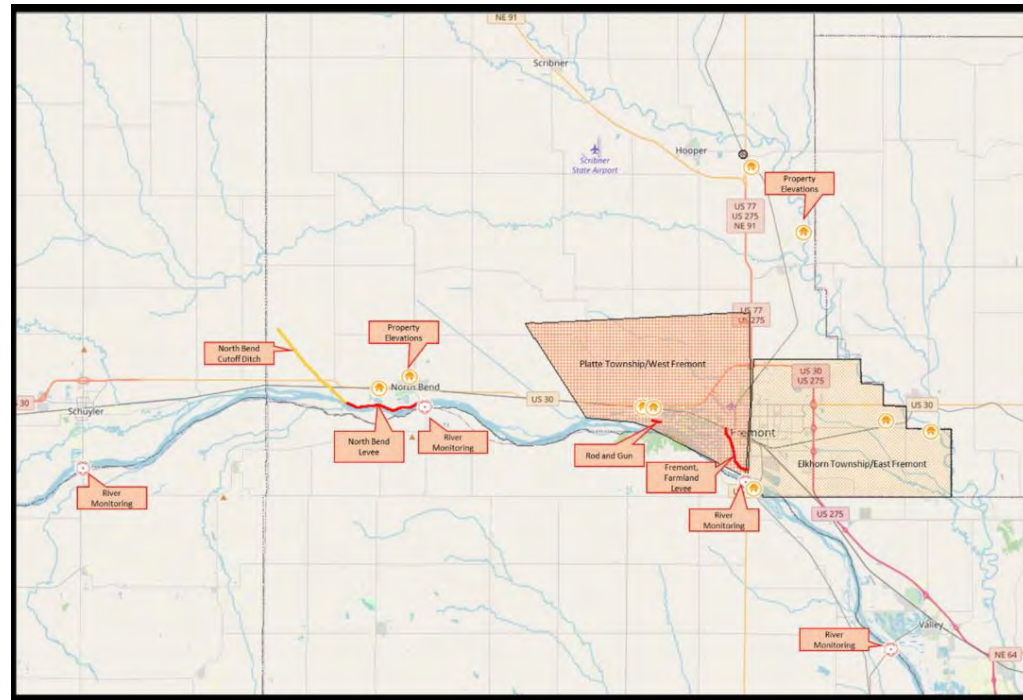 NE 91
Scribner
Hooper
Scribner
State Airport
Property
Elevations
US 77
US 275
NE 91
US 77
US 275
Property
Elevations
North Bend
Cutoff Ditch
Platte Township/West Fremont
US 30
US 275
30
Schuyler
North Bend
US 30
US 30
Fremont
North Bend
Levee
River
Monitoring
Rod and Gun
Fremont,
Farmland
Levee
Elkhorn Township/East Fremont
River
Monitoring
River
Monitoring
US 275
Valley
River
Monitoring
NE 64